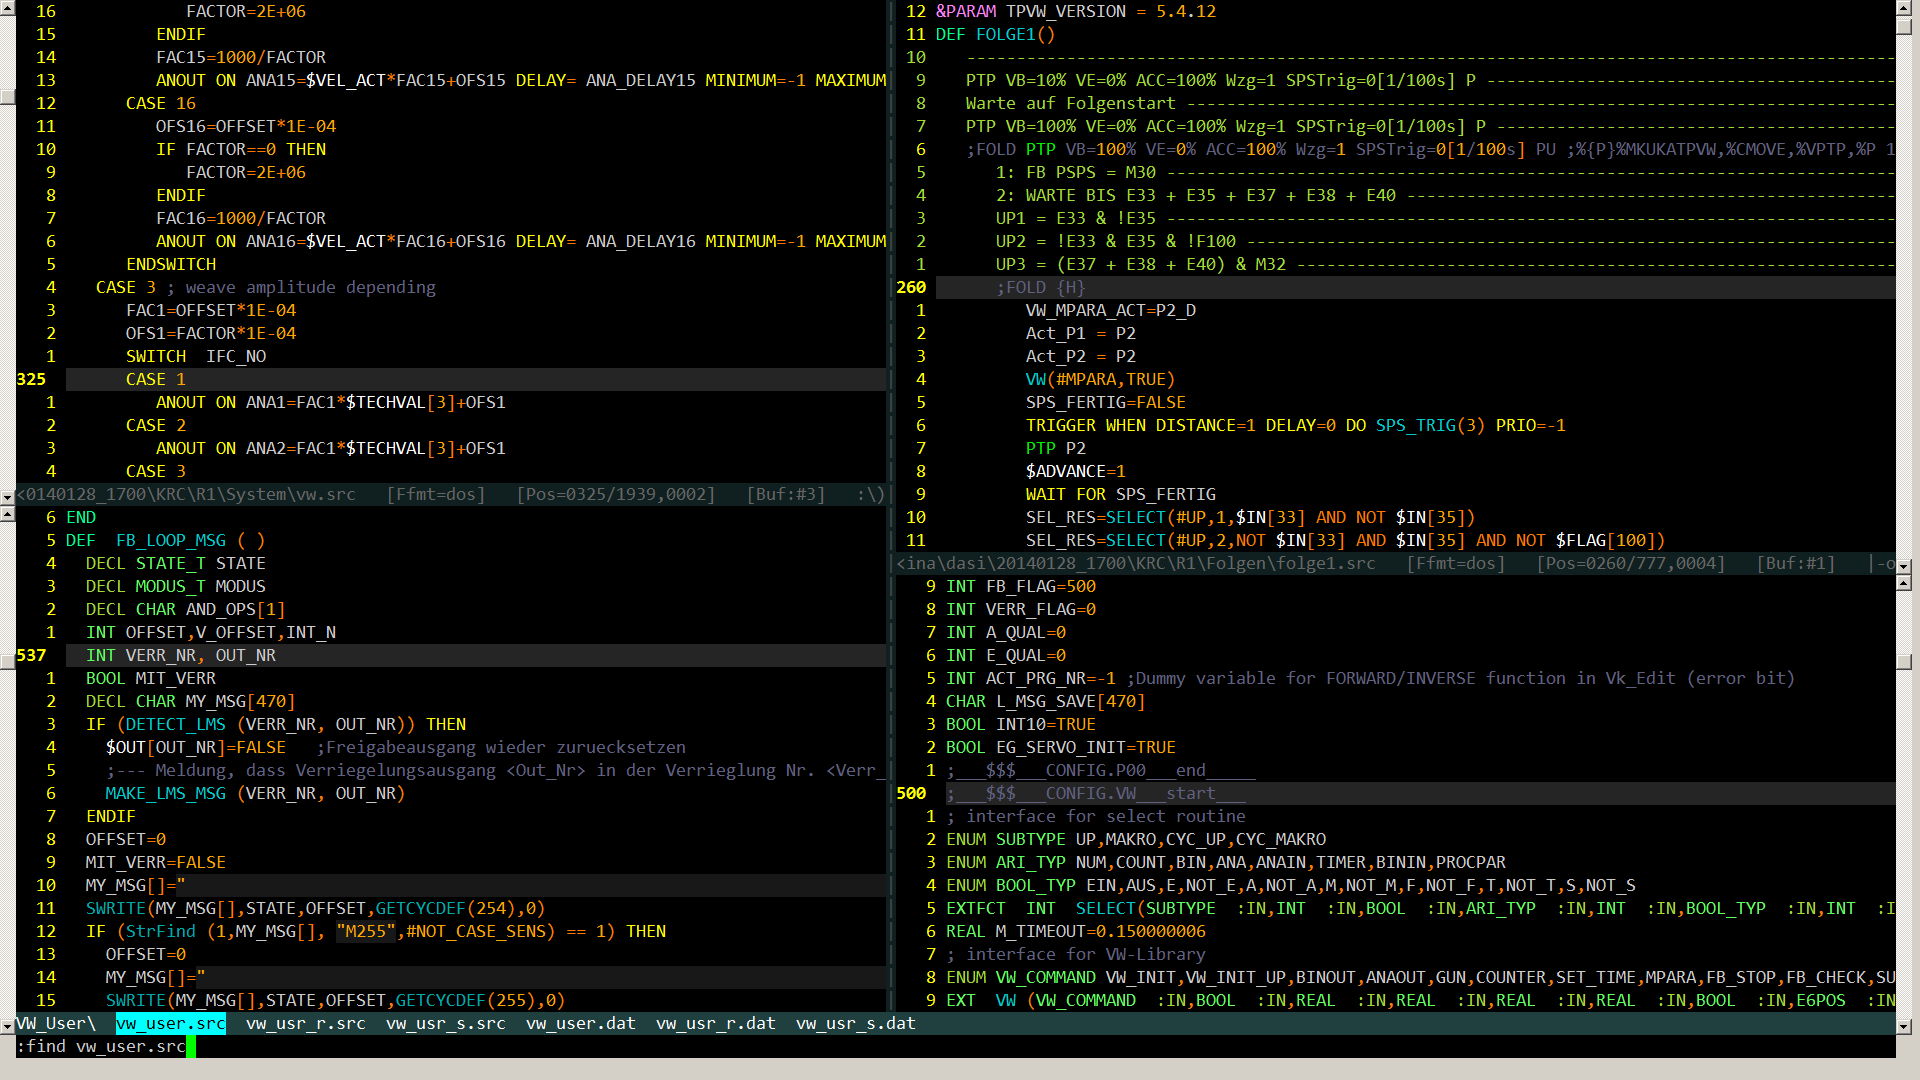 16 FACTOR=2E+06
15 ENDIF
14 FAC15=1000/FACTOR
13 ANOUT ON ANA15=$VEL_ACT*FAC15+OFS15 DELAY= ANA_DELAY15 MINIMUM=-1 MAXIMUM
12 CASE 16
11 OFS16=OFFSET*1E-04
10 IF FACTOR==0 THEN
9 FACTOR=2E+06
8 ENDIF
7 FAC16=1000/FACTOR
6 ANOUT ON ANA16=$VEL_ACT*FAC16+OFS16 DELAY= ANA_DELAY16 MINIMUM=-1 MAXIMUM
5 ENDSWITCH
4 CASE 3 ; weave amplitude depending
3 FAC1=OFFSET*1E-04
2 OFS1=FACTOR*1E-04
1 SWITCH  IFC_NO
325 CASE 1
1 ANOUT ON ANA1=FAC1*$TECHVAL[3]+OFS1
2 CASE 2
3 ANOUT ON ANA2=FAC1*$TECHVAL[3]+OFS1
4 CASE 3
<0140128_1700\KRC\R1\System\vw.src   [Ffmt=dos]   [Pos=0325/1939,0002]   [Buf:#3]   :\)
6 END
5 DEF  FB_LOOP_MSG ( )
4 DECL STATE_T STATE
3 DECL MODUS_T MODUS
2 DECL CHAR AND_OPS[1]
1 INT OFFSET,V_OFFSET,INT_N
537 INT VERR_NR, OUT_NR
1 BOOL MIT_VERR
2 DECL CHAR MY_MSG[470]
3 IF (DETECT_LMS (VERR_NR, OUT_NR)) THEN
4 $OUT[OUT_NR]=FALSE   ;Freigabeausgang wieder zuruecksetzen
5 ;--- Meldung, dass Verriegelungsausgang <Out_Nr> in der Verrieglung Nr. <Verr_
6 MAKE_LMS_MSG (VERR_NR, OUT_NR)
7 ENDIF
8 OFFSET=0
9 MIT_VERR=FALSE
10 MY_MSG[]="
11 SWRITE(MY_MSG[],STATE,OFFSET,GETCYCDEF(254),0)
12 IF (StrFind (1,MY_MSG[], "M255",#NOT_CASE_SENS) == 1) THEN
13 OFFSET=0
14 MY_MSG[]="
15 SWRITE(MY_MSG[],STATE,OFFSET,GETCYCDEF(255),0)
12 &PARAM TPVW_VERSION = 5.4.12
11 DEF FOLGE1()
10 ---------------------------------------------------------------------------------------------
9 PTP VB=10% VE=0% ACC=100% Wzg=1 SPSTrig=0[1/100s] P -----------------------------------------
8 Warte auf Folgenstart -----------------------------------------------------------------------
7 PTP VB=100% VE=0% ACC=100% Wzg=1 SPSTrig=0[1/100s] P ----------------------------------------
6 ;FOLD PTP VB=100% VE=0% ACC=100% Wzg=1 SPSTrig=0[1/100s] PU ;%{P}%MKUKATPVW,%CMOVE,%VPTP,%P 1
5 1: FB PSPS = M30 -------------------------------------------------------------------------
4 2: WARTE BIS E33 + E35 + E37 + E38 + E40 -------------------------------------------------
3 UP1 = E33 & !E35 -------------------------------------------------------------------------
2 UP2 = !E33 & E35 & !F100 -----------------------------------------------------------------
1 UP3 = (E37 + E38 + E40) & M32 ------------------------------------------------------------
260 ;FOLD {H}
1 VW_MPARA_ACT=P2_D
2 Act_P1 = P2
3 Act_P2 = P2
4 VW(#MPARA,TRUE)
5 SPS_FERTIG=FALSE
6 TRIGGER WHEN DISTANCE=1 DELAY=0 DO SPS_TRIG(3) PRIO=-1
7 PTP P2
8 $ADVANCE=1
9 WAIT FOR SPS_FERTIG
10 SEL_RES=SELECT(#UP,1,$IN[33] AND NOT $IN[35])
11 SEL_RES=SELECT(#UP,2,NOT $IN[33] AND $IN[35] AND NOT $FLAG[100])
<ina\dasi\20140128_1700\KRC\R1\Folgen\folge1.src   [Ffmt=dos]   [Pos=0260/777,0004]   [Buf:#1]   |-o
9 INT FB_FLAG=500
8 INT VERR_FLAG=0
7 INT A_QUAL=0
6 INT E_QUAL=0
5 INT ACT_PRG_NR=-1 ;Dummy variable for FORWARD/INVERSE function in Vk_Edit (error bit)
4 CHAR L_MSG_SAVE[470]
3 BOOL INT10=TRUE
2 BOOL EG_SERVO_INIT=TRUE
1 ;___$$$___CONFIG.P00___end_____
500 ;___$$$___CONFIG.VW___start___
1 ; interface for select routine
2 ENUM SUBTYPE UP,MAKRO,CYC_UP,CYC_MAKRO
3 ENUM ARI_TYP NUM,COUNT,BIN,ANA,ANAIN,TIMER,BININ,PROCPAR
4 ENUM BOOL_TYP EIN,AUS,E,NOT_E,A,NOT_A,M,NOT_M,F,NOT_F,T,NOT_T,S,NOT_S
5 EXTFCT  INT  SELECT(SUBTYPE  :IN,INT  :IN,BOOL  :IN,ARI_TYP  :IN,INT  :IN,BOOL_TYP  :IN,INT  :I
6 REAL M_TIMEOUT=0.150000006
7 ; interface for VW-Library
8 ENUM VW_COMMAND VW_INIT,VW_INIT_UP,BINOUT,ANAOUT,GUN,COUNTER,SET_TIME,MPARA,FB_STOP,FB_CHECK,SU
9 EXT  VW (VW_COMMAND  :IN,BOOL  :IN,REAL  :IN,REAL  :IN,REAL  :IN,REAL  :IN,BOOL  :IN,E6POS  :IN
VW_User\  vw_user.src  vw_usr_r.src  vw_usr_s.src  vw_user.dat  vw_usr_r.dat  vw_usr_s.dat
:find vw_user.src